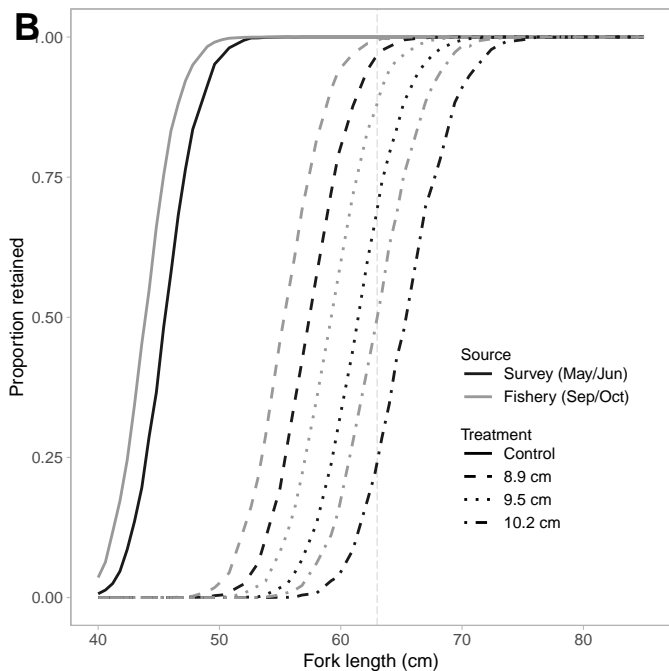 B
1.00
0.75
0.50
0.25
0.00
Proportion retained
40
50
60
70
80
Fork length (cm)
Source
Survey (May/Jun)
Fishery (Sep/Oct)
Treatment
Control
8.9 cm
9.5 cm
10.2 cm